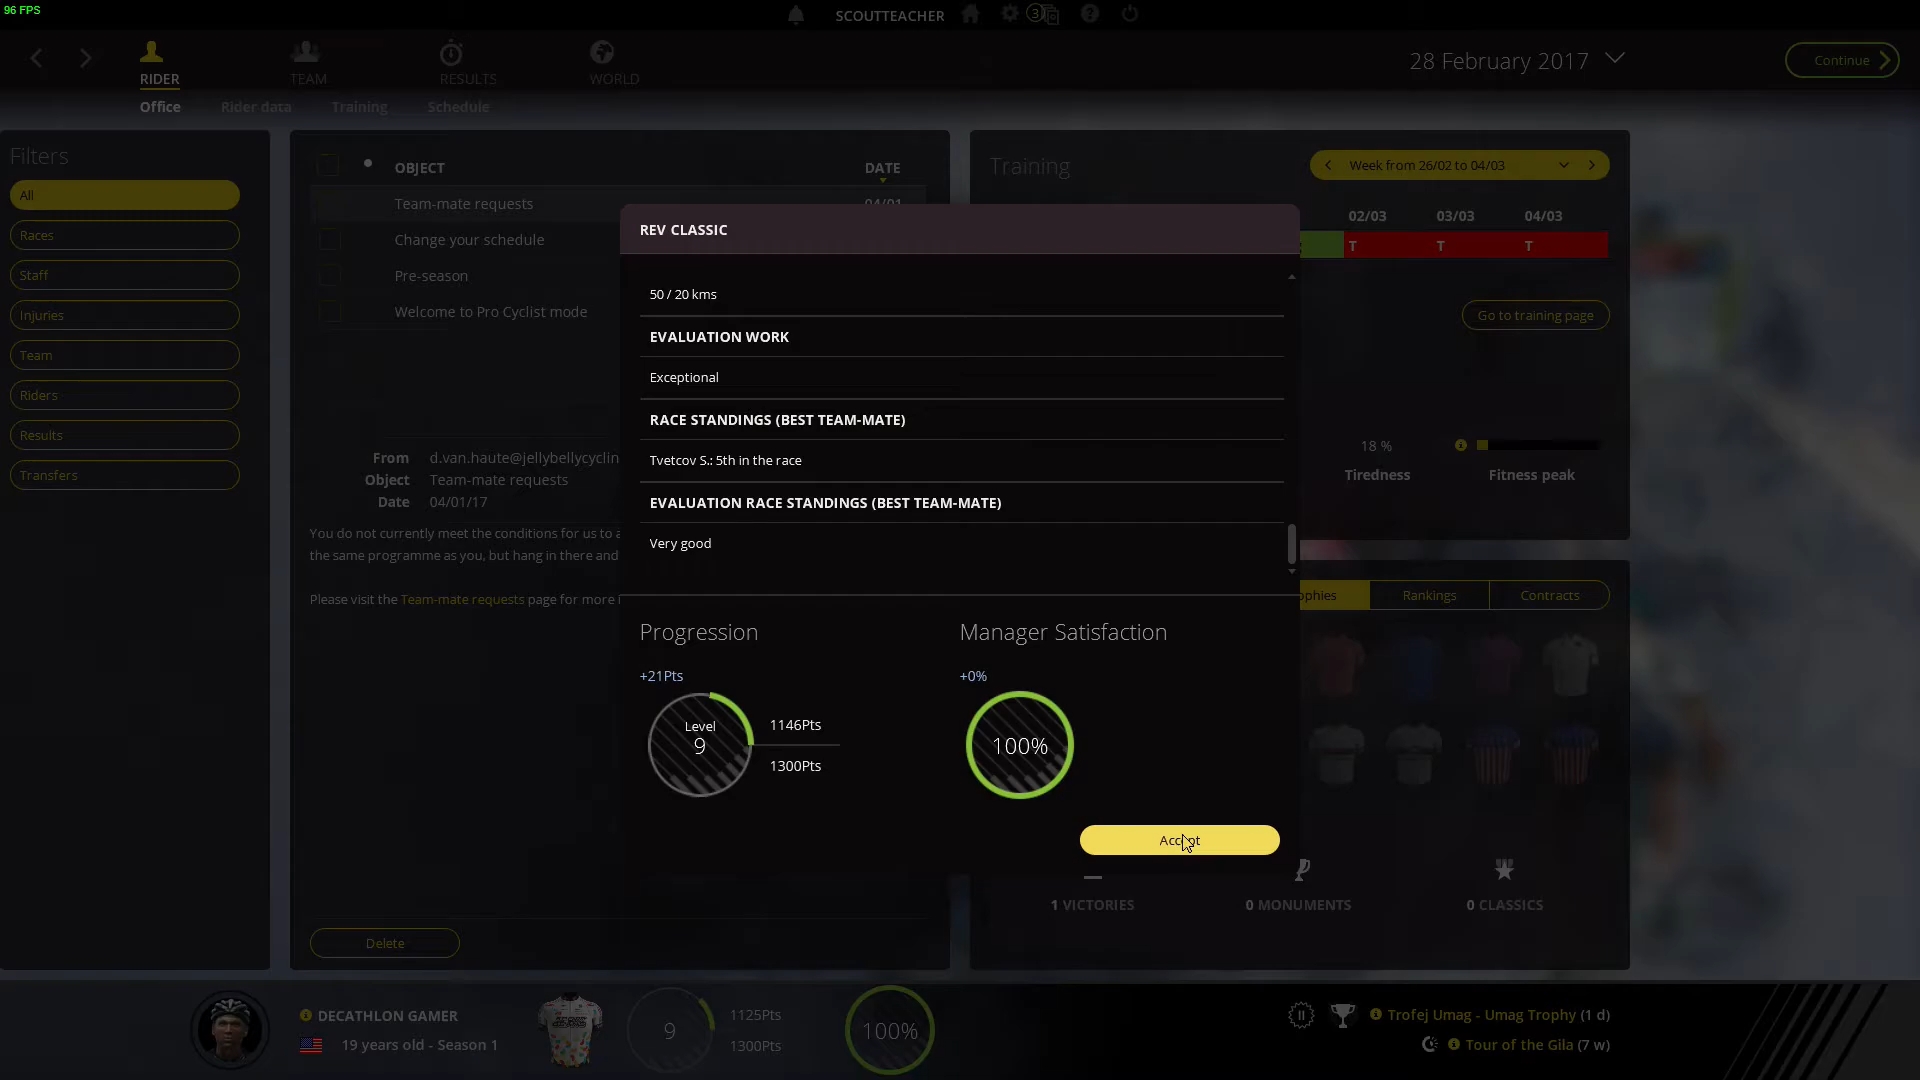 96 FPS
SCOUTTEACHER
3
RIDER
TEAM
RESULTS
WORLD
28 February 2017
Continue
Office
Rider data
Training
Schedule
Filters
All
Races
Staff
Injuries
Team
Riders
Results
Transfers
OBJECT
DATE
Team-mate requests
04/01
Change your schedule
Pre-season
Welcome to Pro Cyclist mode
From d.van.haute@jellybellycyclin
Object Team-mate requests
Date 04/01/17
You do not currently meet the conditions for us to a
the same programme as you, but hang in there and
Please visit the Team-mate requests page for more i
Delete
REV CLASSIC
50 / 20 kms
EVALUATION WORK
Exceptional
RACE STANDINGS (BEST TEAM-MATE)
Tvetcov S.: 5th in the race
EVALUATION RACE STANDINGS (BEST TEAM-MATE)
Very good
Progression
+21Pts
Level
9
1146Pts
1300Pts
Manager Satisfaction
+0%
100%
Accept
Training
Week from 26/02 to 04/03
02/03 03/03 04/03
T T T
Go to training page
18 %
Tiredness
Fitness peak
ophies
Rankings
Contracts
1 VICTORIES
0 MONUMENTS
0 CLASSICS
DECATHLON GAMER
19 years old - Season 1
9
1125Pts
1300Pts
100%
Trofej Umag - Umag Trophy (1 d)
Tour of the Gila (7 w)